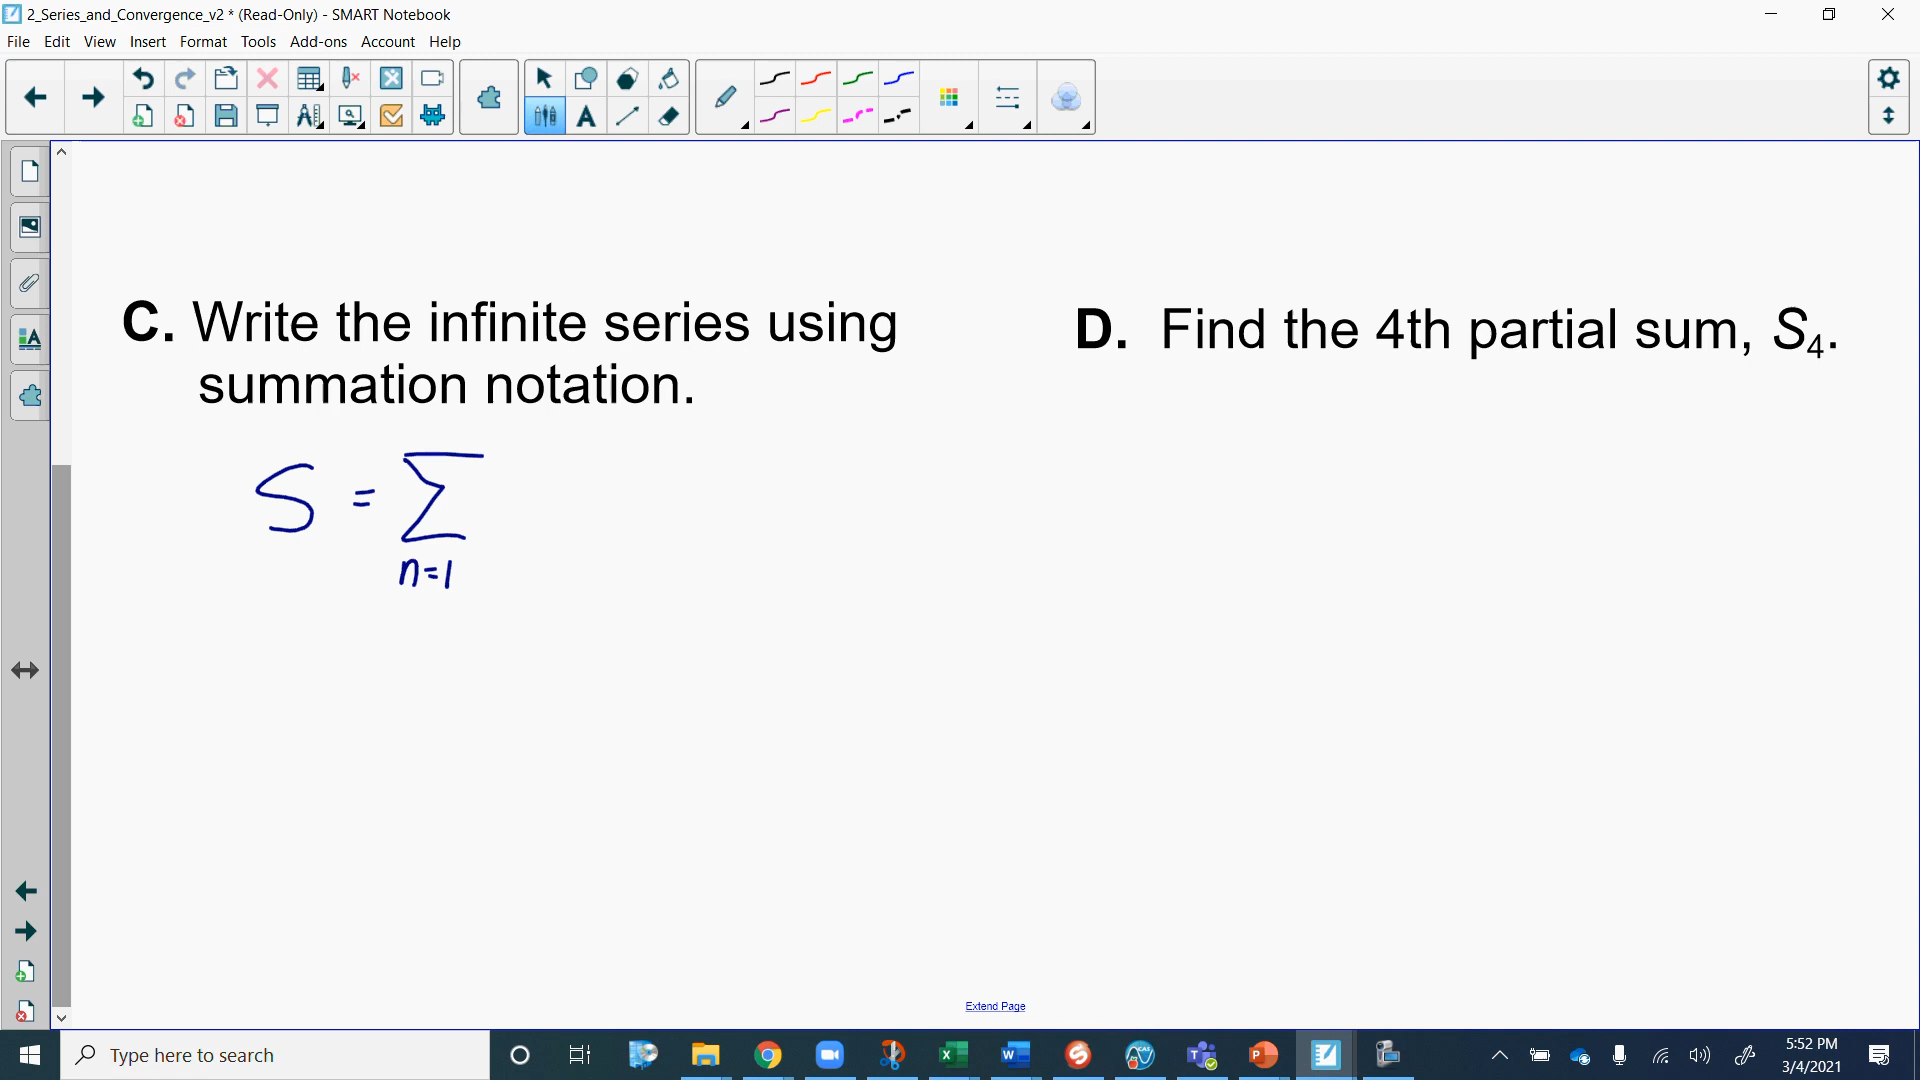 2_Series_and_Convergence_v2 * (Read-Only) - SMART Notebook
File Edit View Insert Format Tools Add-ons Account Help
C. Write the infinite series using
summation notation.
S = Σ
n=1
D. Find the 4th partial sum, S4.
Extend Page
Type here to search
5:52 PM
3/4/2021